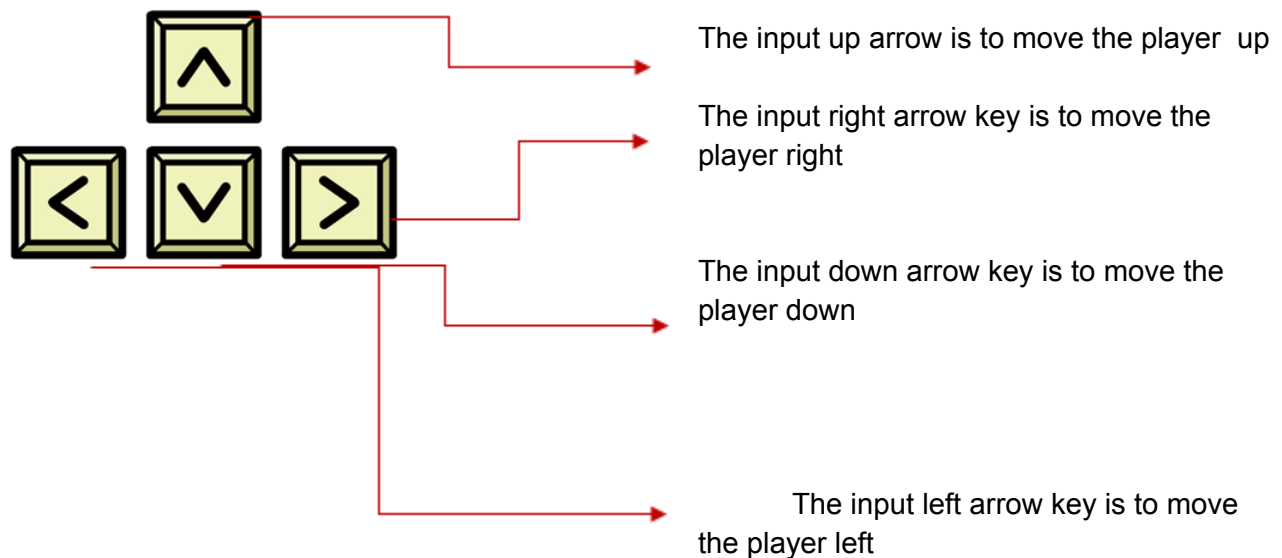 The input up arrow is to move the player  up
The input right arrow key is to move the
player right
The input down arrow key is to move the
player down
The input left arrow key is to move
the player left